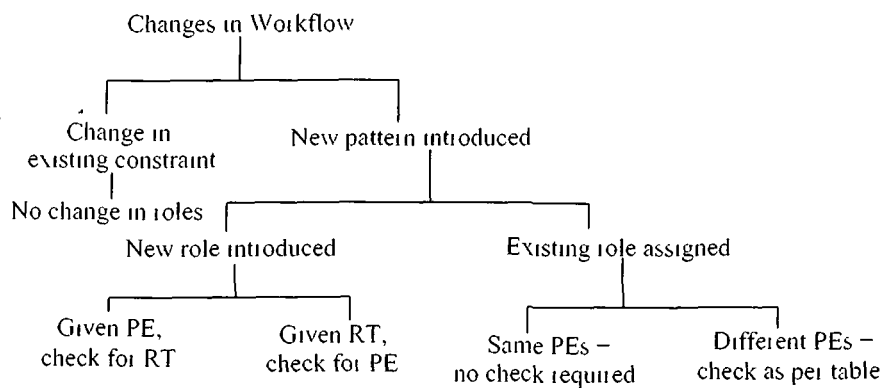 Changes in Workflow
Change in
existing constraint
New pattern introduced
No change in roles
New role introduced
Existing role assigned
Given PE,
check for RT
Given RT,
check for PE
Same PEs –
no check required
Different PEs –
check as per table